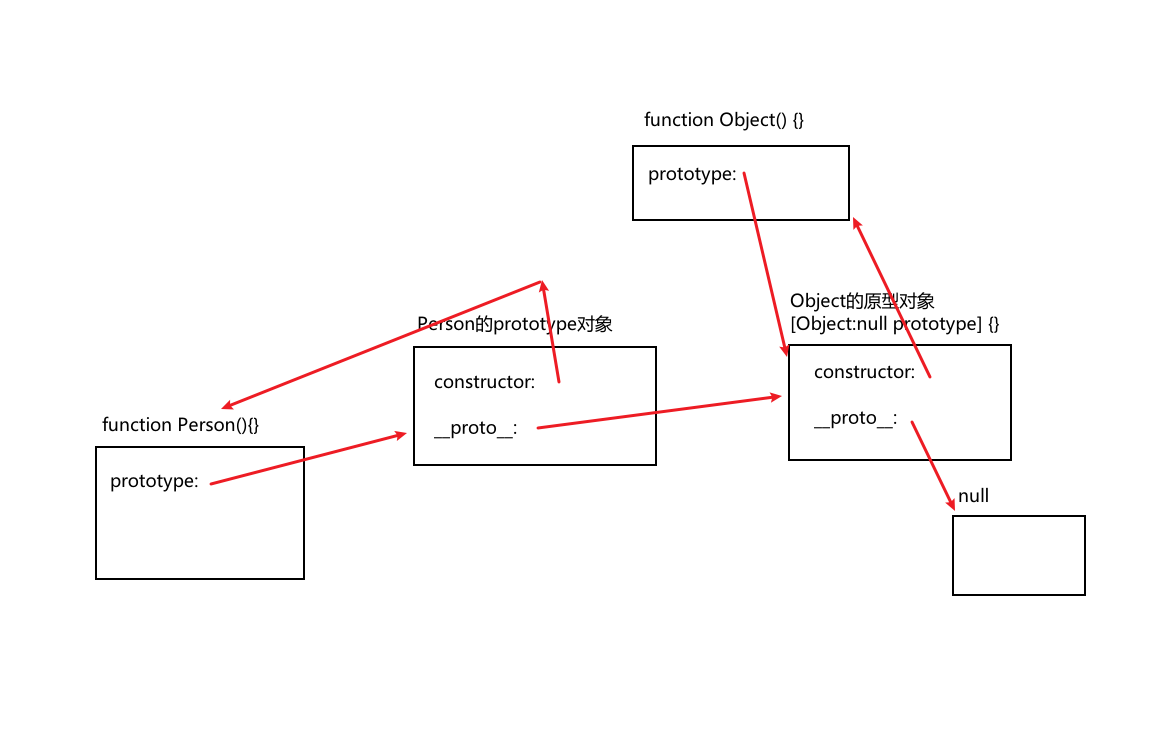 function Object() {}
prototype:
Object的原型对象
[Object:null prototype] {}
constructor:
__proto__:
Person的prototype对象
constructor:
__proto__:
function Person(){}
prototype:
null